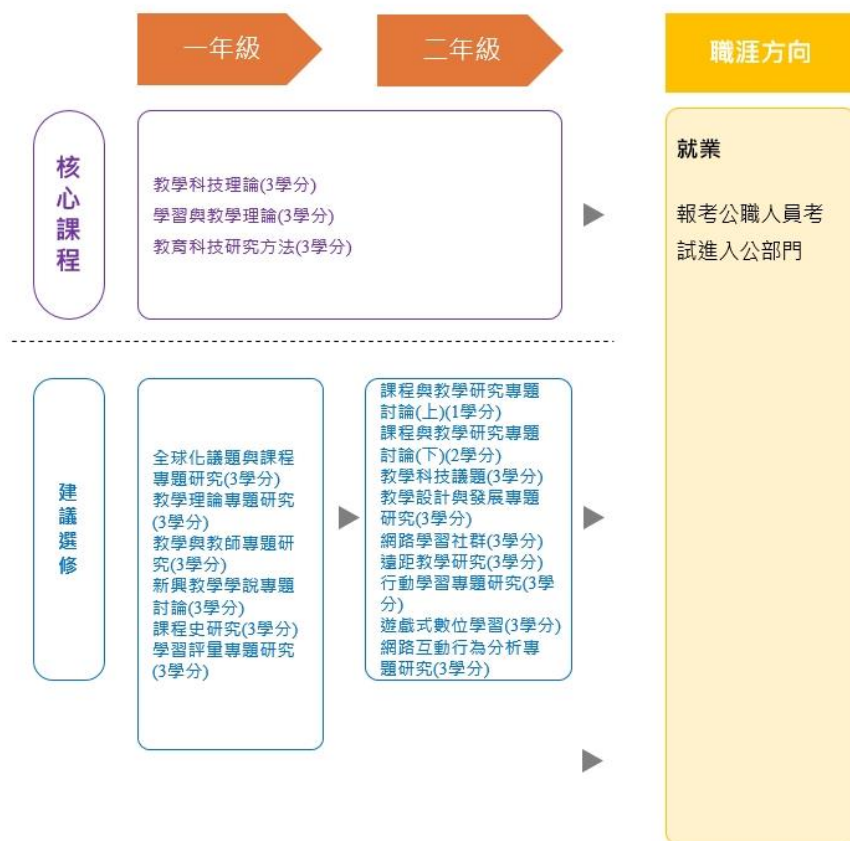 一年級
二年級
職涯方向
核心課程
教學科技理論(3學分)
學習與教學理論(3學分)
教育科技研究方法(3學分)
就業
報考公職人員考
試進入公部門
建議選修
全球化議題與課程
專題研究(3學分)
教學理論專題研究
(3學分)
教學與教師專題研
究(3學分)
新興教學學說專題
討論(3學分)
課程史研究(3學分)
學習評量專題研究
(3學分)
課程與教學研究專題
討論(上)(1學分)
課程與教學研究專題
討論(下)(2學分)
教學科技議題(3學分)
教學設計與發展專題
研究(3學分)
網路學習社群(3學分)
遠距教學研究(3學分)
行動學習專題研究(3學
分)
遊戲式數位學習(3學分)
網路互動行為分析專
題研究(3學分)